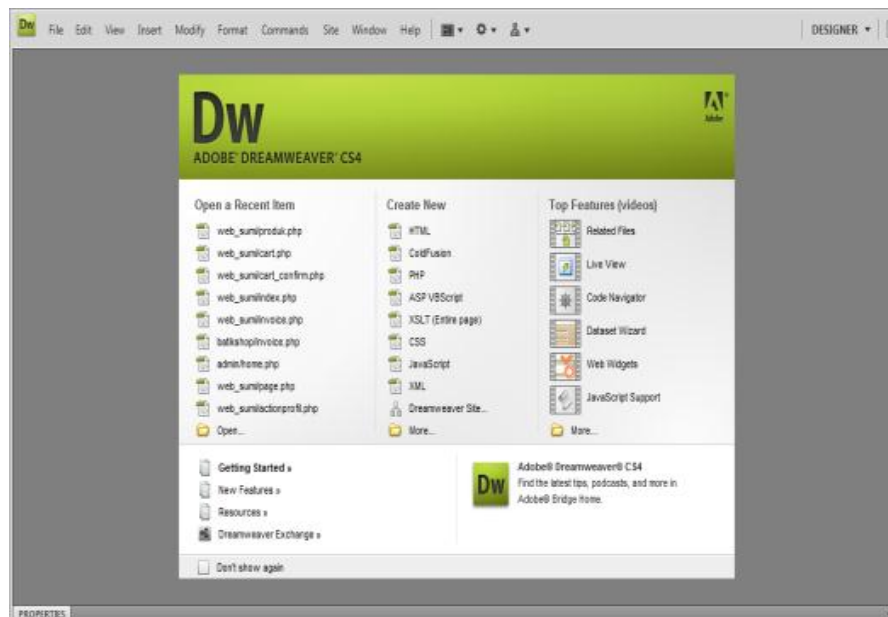 Dw File Edit View Insert Modify Format Commands Site Window Help DESIGNER
Dw
ADOBE® DREAMWEAVER® CS4
Adobe
Open a Recent Item
web_sumi/produk.php
web_sumi/cart.php
web_sumi/cart_confirm.php
web_sumi/index.php
web_sumi/invoice.php
batikshop/invoice.php
admin/home.php
web_sumi/page.php
web_sumi/actionprofil.php
Open...
Create New
HTML
ColdFusion
PHP
ASP VBScript
XSLT (Entire page)
CSS
JavaScript
XML
Dreamweaver Site...
More...
Top Features (videos)
Related Files
Live View
Code Navigator
Dataset Wizard
Web Widgets
JavaScript Support
More...
Getting Started »
New Features »
Resources »
Dreamweaver Exchange »
Dw
Adobe® Dreamweaver® CS4
Find the latest tips, podcasts, and more in
Adobe® Bridge Home.
Don't show again
PROPERTIES